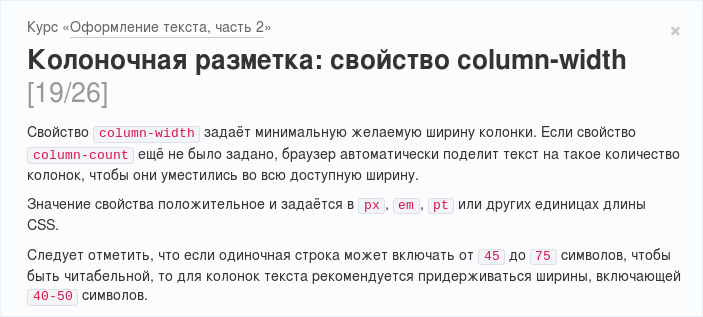 Курс «Оформление текста, часть 2»
×
Колоночная разметка: свойство column-width
[19/26]
Свойство column-width задаёт минимальную желаемую ширину колонки. Если свойство
column-count ещё не было задано, браузер автоматически поделит текст на такое количество
колонок, чтобы они уместились во всю доступную ширину.
Значение свойства положительное и задаётся в px, em, pt или других единицах длины
CSS.
Следует отметить, что если одиночная строка может включать от 45 до 75 символов, чтобы
быть читабельной, то для колонок текста рекомендуется придерживаться ширины, включающей
40-50 символов.